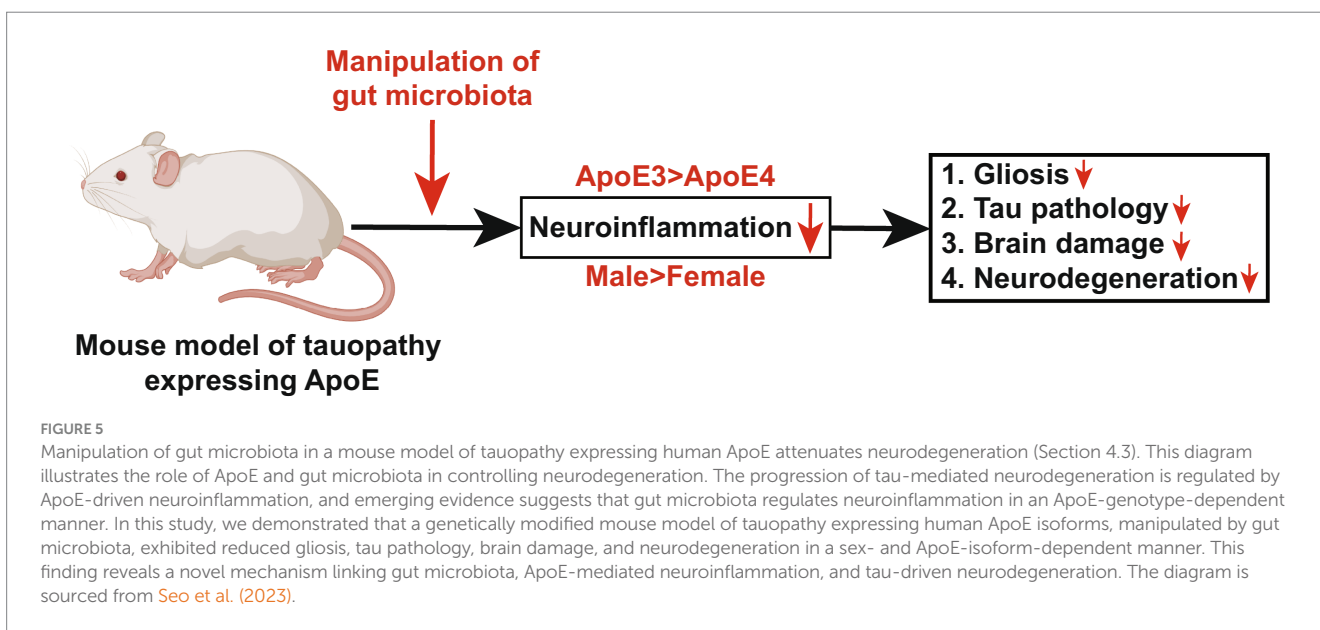 Manipulation of
gut microbiota
ApoE3>ApoE4
Neuroinflammation
Male>Female
1. Gliosis
2. Tau pathology
3. Brain damage
4. Neurodegeneration
Mouse model of tauopathy
expressing ApoE
FIGURE 5
Manipulation of gut microbiota in a mouse model of tauopathy expressing human ApoE attenuates neurodegeneration (Section 4.3). This diagram
illustrates the role of ApoE and gut microbiota in controlling neurodegeneration. The progression of tau-mediated neurodegeneration is regulated by
ApoE-driven neuroinflammation, and emerging evidence suggests that gut microbiota regulates neuroinflammation in an ApoE-genotype-dependent
manner. In this study, we demonstrated that a genetically modified mouse model of tauopathy expressing human ApoE isoforms, manipulated by gut
microbiota, exhibited reduced gliosis, tau pathology, brain damage, and neurodegeneration in a sex- and ApoE-isoform-dependent manner. This
finding reveals a novel mechanism linking gut microbiota, ApoE-mediated neuroinflammation, and tau-driven neurodegeneration. The diagram is
sourced from Seo et al. (2023).